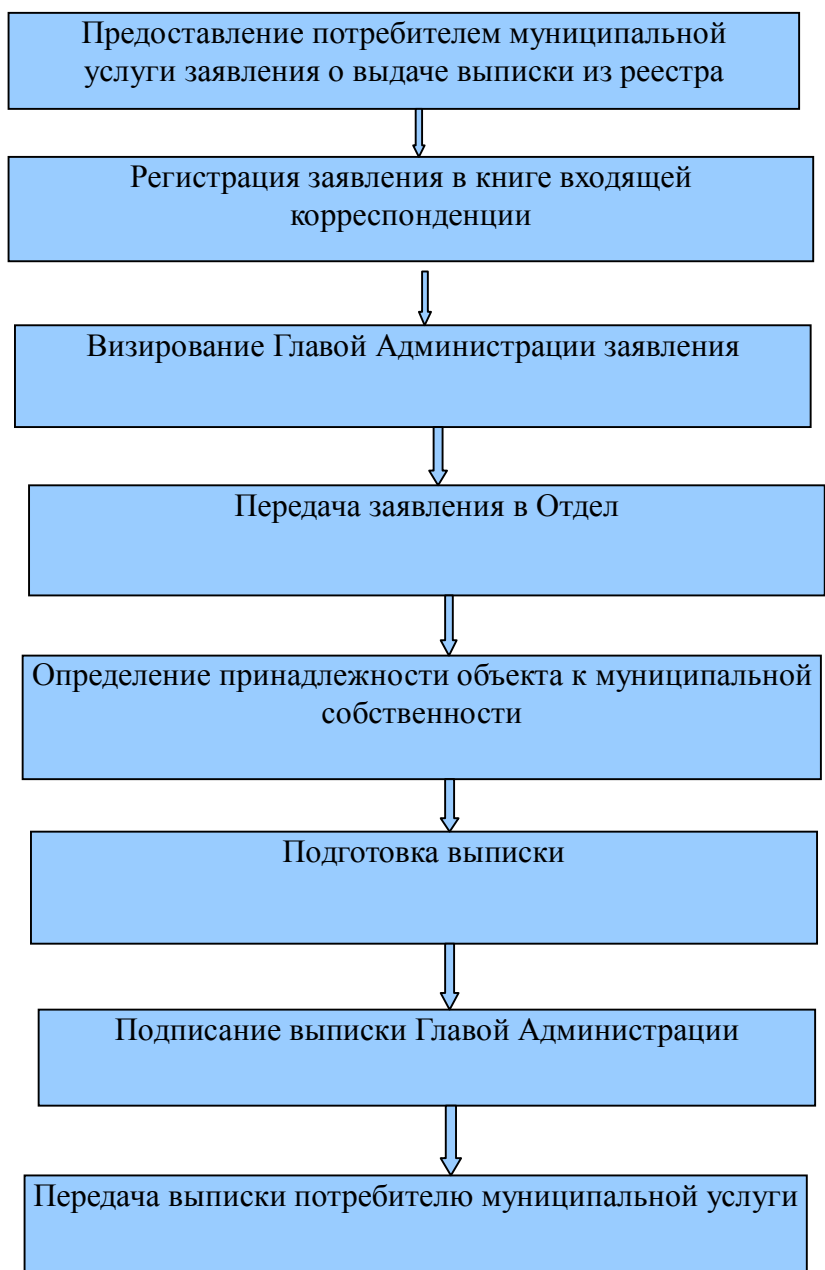 Предоставление потребителем муниципальной
услуги заявления о выдаче выписки из реестра
Регистрация заявления в книге входящей
корреспонденции
Визирование Главой Администрации заявления
Передача заявления в Отдел
Определение принадлежности объекта к муниципальной
собственности
Подготовка выписки
Подписание выписки Главой Администрации
Передача выписки потребителю муниципальной услуги